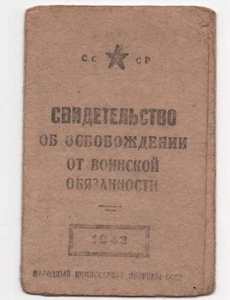 СС СР
СВИДЕТЕЛЬСТВО
ОБ ОСВОБОЖДЕНИИ
ОТ ВОИНСКОЙ
ОБЯЗАННОСТИ
1943
НАРОДНЫЙ КОМИССАРИАТ ОБОРОНЫ СССР